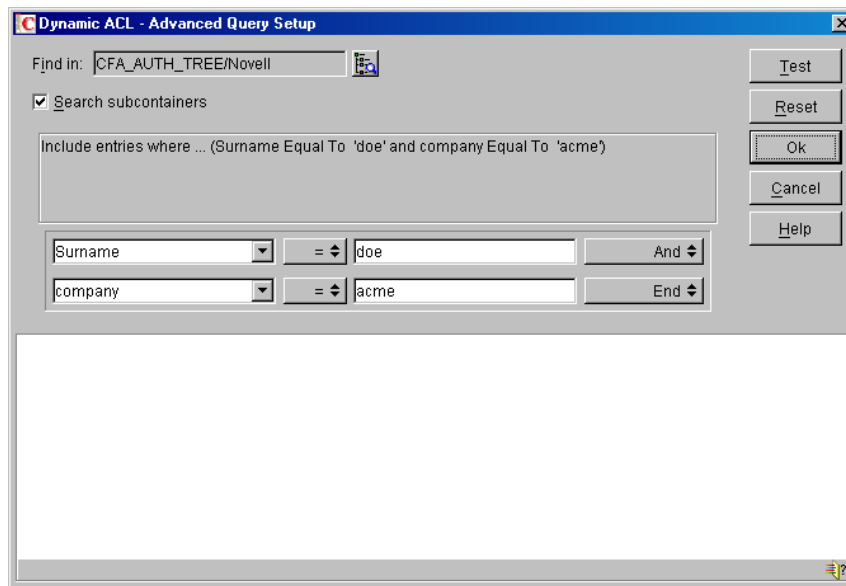 Dynamic ACL - Advanced Query Setup
Find in: CFA_AUTH_TREE/Novell
Test
Search subcontainers
Reset
Include entries where ... (Surname Equal To 'doe' and company Equal To 'acme')
Ok
Cancel
Help
Surname = doe And
company = acme End